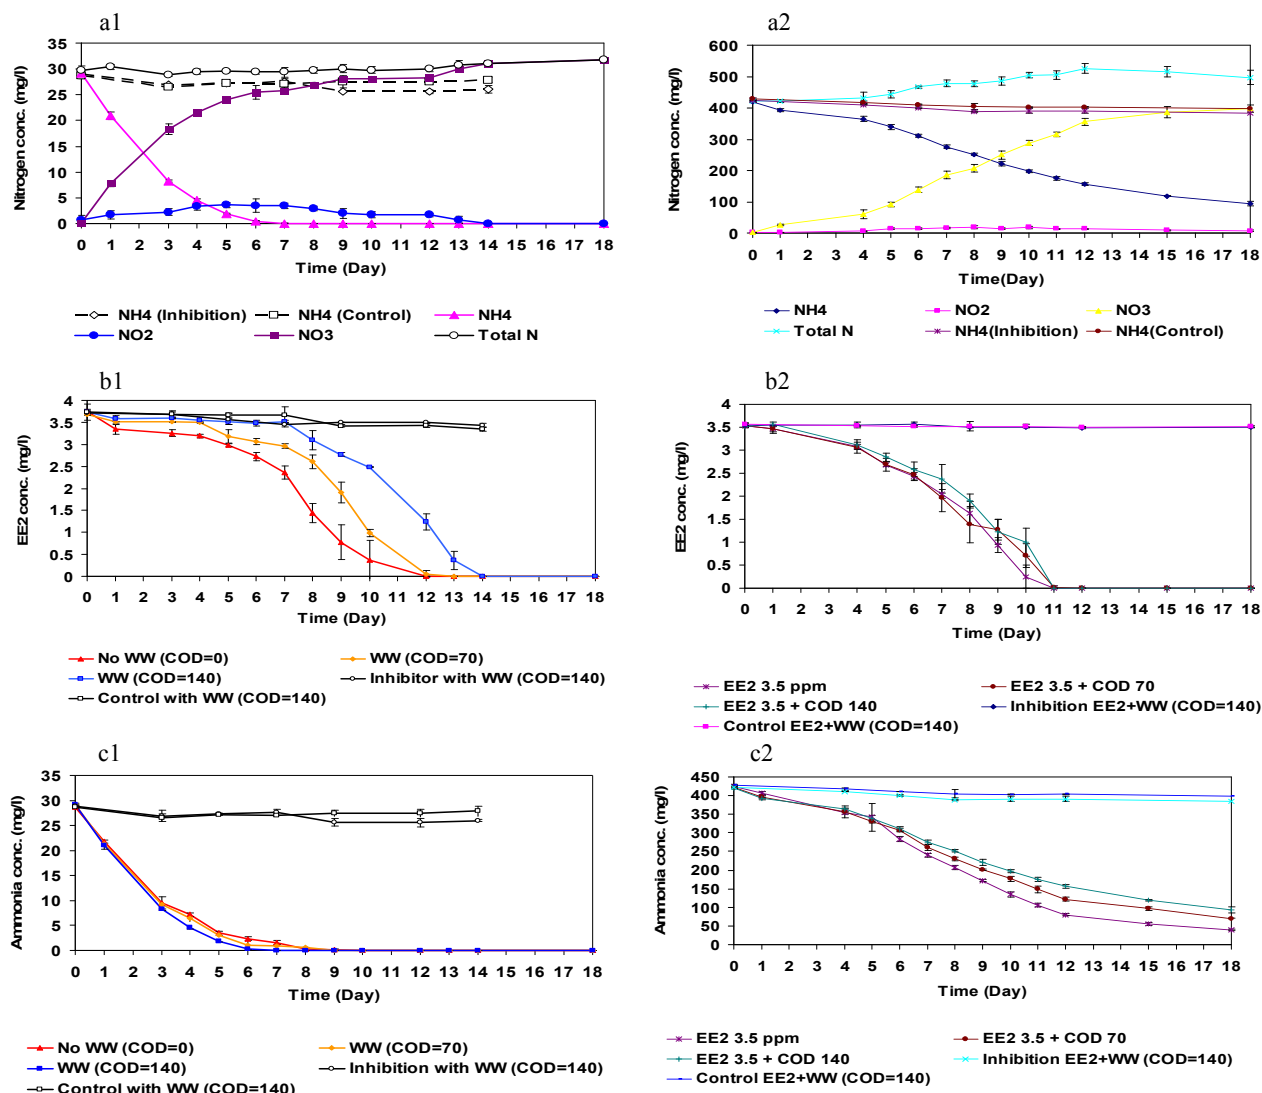 a1
35
30
25
20
15
10
5
0
Nitrogen conc. (mg/l)
0 1 2 3 4 5 6 7 8 9 10 11 12 13 14 15 16 17 18
Time (Day)
NH4 (Inhibition) NH4 (Control) NH4
NO2 NO3 Total N
a2
600
500
400
300
200
100
0
Nitrogen conc. (mg/l)
0 1 2 3 4 5 6 7 8 9 10 11 12 13 14 15 16 17 18
Time(Day)
NH4 NO2 NO3
Total N NH4(Inhibition) NH4(Control)
b1
4
3.5
3
2.5
2
1.5
1
0.5
0
EE2 conc. (mg/l)
0 1 2 3 4 5 6 7 8 9 10 11 12 13 14 15 16 17 18
Time (Day)
No WW (COD=0) WW (COD=70)
WW (COD=140) Inhibitor with WW (COD=140)
Control with WW (COD=140)
b2
4
3.5
3
2.5
2
1.5
1
0.5
0
EE2 conc. (mg/l)
0 1 2 3 4 5 6 7 8 9 10 11 12 13 14 15 16 17 18
Time (Day)
EE2 3.5 ppm EE2 3.5 + COD 70
EE2 3.5 + COD 140 Inhibition EE2+WW (COD=140)
Control EE2+WW (COD=140)
c1
35
30
25
20
15
10
5
0
Ammonia conc. (mg/l)
0 1 2 3 4 5 6 7 8 9 10 11 12 13 14 15 16 17 18
Time (Day)
No WW (COD=0) WW (COD=70)
WW (COD=140) Inhibition with WW (COD=140)
Control with WW (COD=140)
c2
450
400
350
300
250
200
150
100
50
0
Ammonia conc. (mg/l)
0 1 2 3 4 5 6 7 8 9 10 11 12 13 14 15 16 17 18
Time (Day)
EE2 3.5 ppm EE2 3.5 + COD 70
EE2 3.5 + COD 140 Inhibition EE2+WW (COD=140)
Control EE2+WW (COD=140)